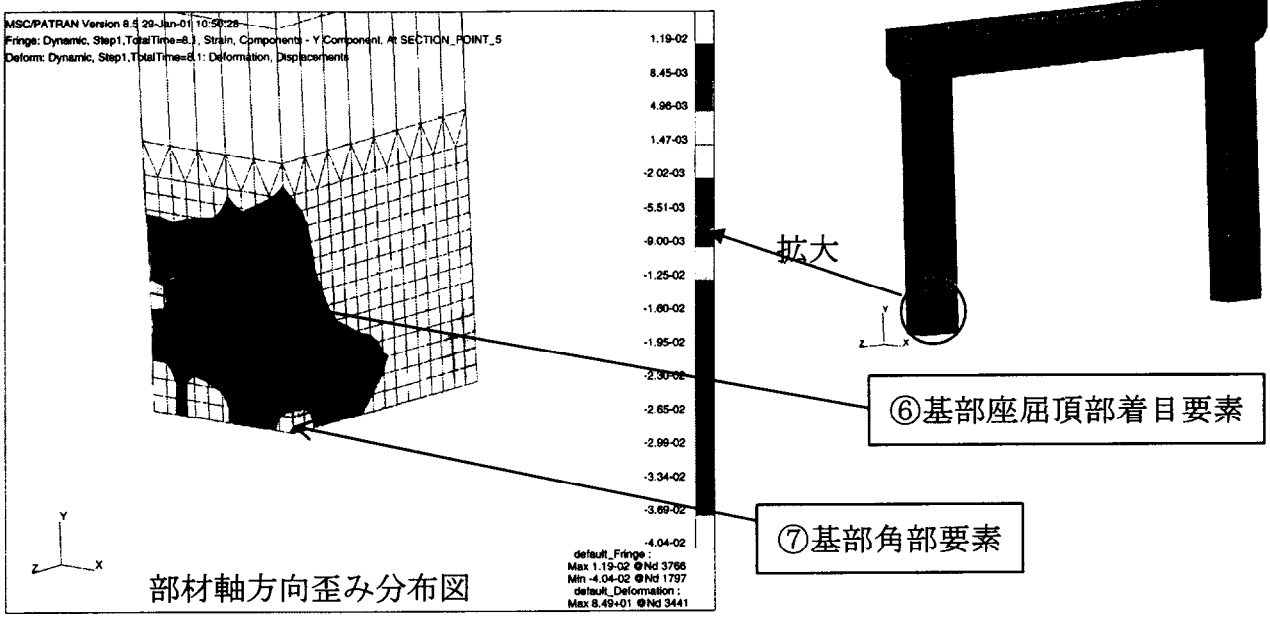 MSC/PATRAN Version 8.5 29-Jan-01 10:56:28
Fringe: Dynamic, Step1,TotalTime=8.1, Strain, Components - Y Component, At SECTION_POINT_5
Deform: Dynamic, Step1,TotalTime=8.1: Deformation, Displacements
1.19-02
8.45-03
4.96-03
1.47-03
-2.02-03
-5.51-03
-9.00-03
-1.25-02
-1.60-02
-1.95-02
-2.30-02
-2.65-02
-2.99-02
-3.34-02
-3.69-02
-4.04-02
拡大
Y
Z
X
⑥基部座屈頂部着目要素
⑦基部角部要素
Y
Z
X
部材軸方向歪み分布図
default_Fringe :
Max 1.19-02 @Nd 3766
Min -4.04-02 @Nd 1797
default_Deformation :
Max 8.49+01 @Nd 3441